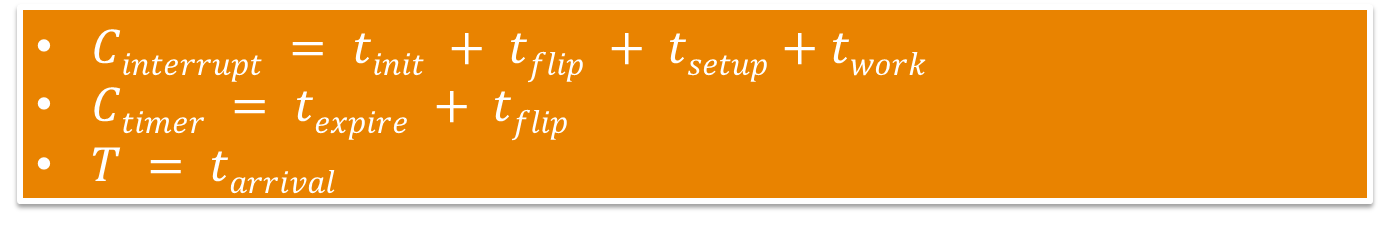 • C_interrupt = t_init + t_flip + t_setup + t_work
• C_timer = t_expire + t_flip
• T = t_arrival